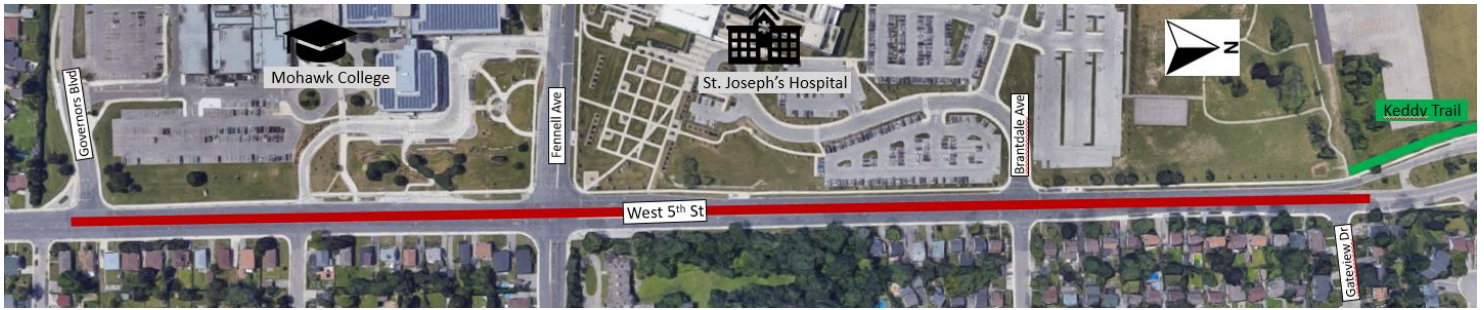 Mohawk College
St. Joseph's Hospital
N
Keddy Trail
Governors Blvd
Fennell Ave
Brantdale Ave
West 5th St
Gateview Dr